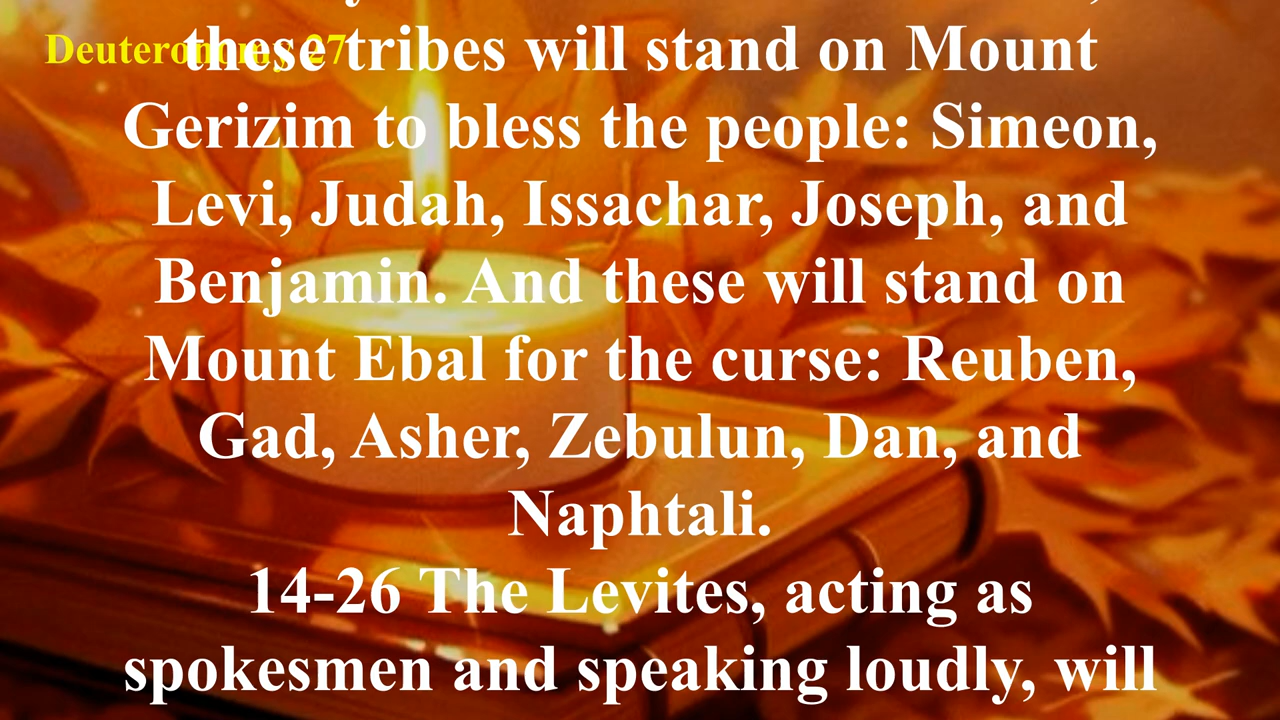 Deuteronomy 27
these tribes will stand on Mount
Gerizim to bless the people: Simeon,
Levi, Judah, Issachar, Joseph, and
Benjamin. And these will stand on
Mount Ebal for the curse: Reuben,
Gad, Asher, Zebulun, Dan, and
Naphtali.
14-26 The Levites, acting as
spokesmen and speaking loudly, will